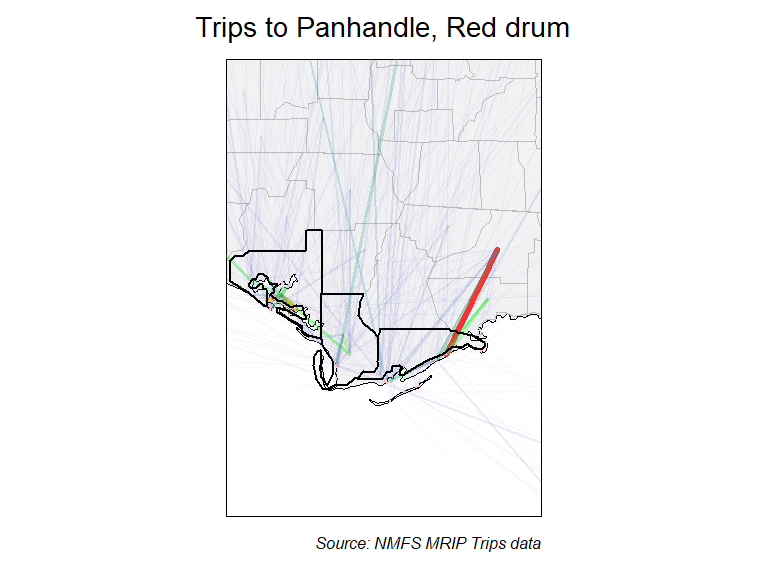 Trips to Panhandle, Red drum
Source: NMFS MRIP Trips data